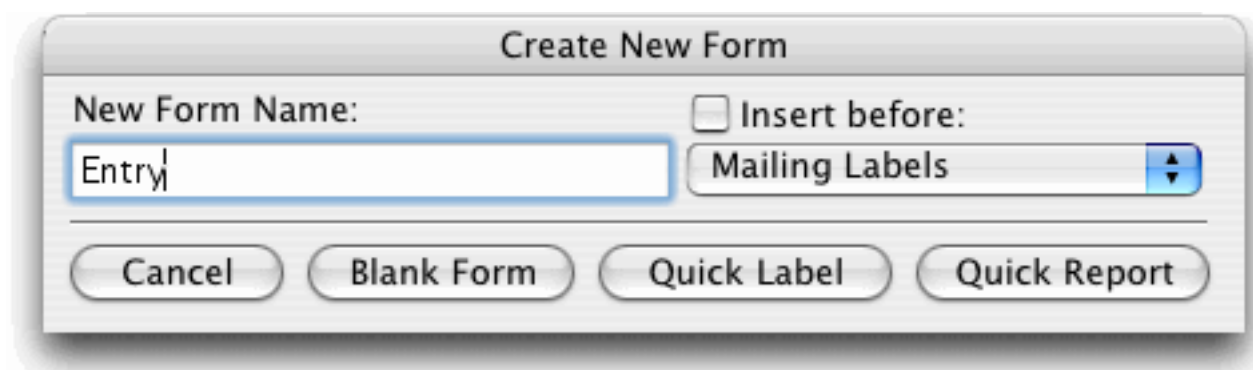 Create New Form
New Form Name:
Insert before:
Entry
Mailing Labels
Cancel
Blank Form
Quick Label
Quick Report